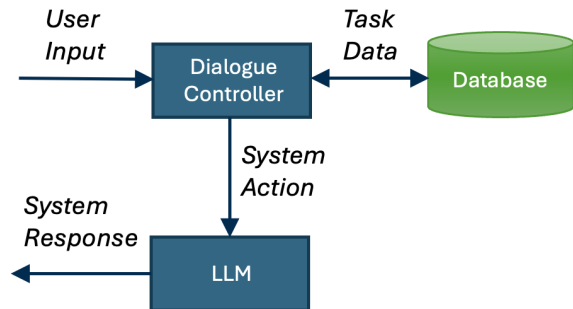 User
Input
Dialogue
Controller
Task
Data
Database
System
Action
System
Response
LLM